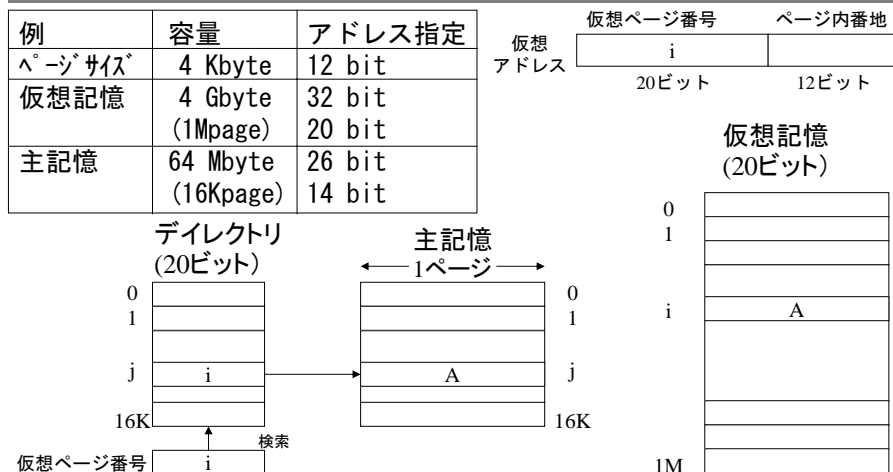 例 容量 アドレス指定
ページサイズ 4 Kbyte 12 bit
仮想記憶 4 Gbyte 32 bit
(1Mpage) 20 bit
主記憶 64 Mbyte 26 bit
(16Kpage) 14 bit
仮想ページ番号 ページ内番地
仮想
アドレス
i
20ビット 12ビット
仮想記憶
(20ビット)
0
1
i A
1M
デイレクトリ
(20ビット)
0
1
j i
16K
検索
仮想ページ番号 i
主記憶
1ページ
0
1
A j
16K